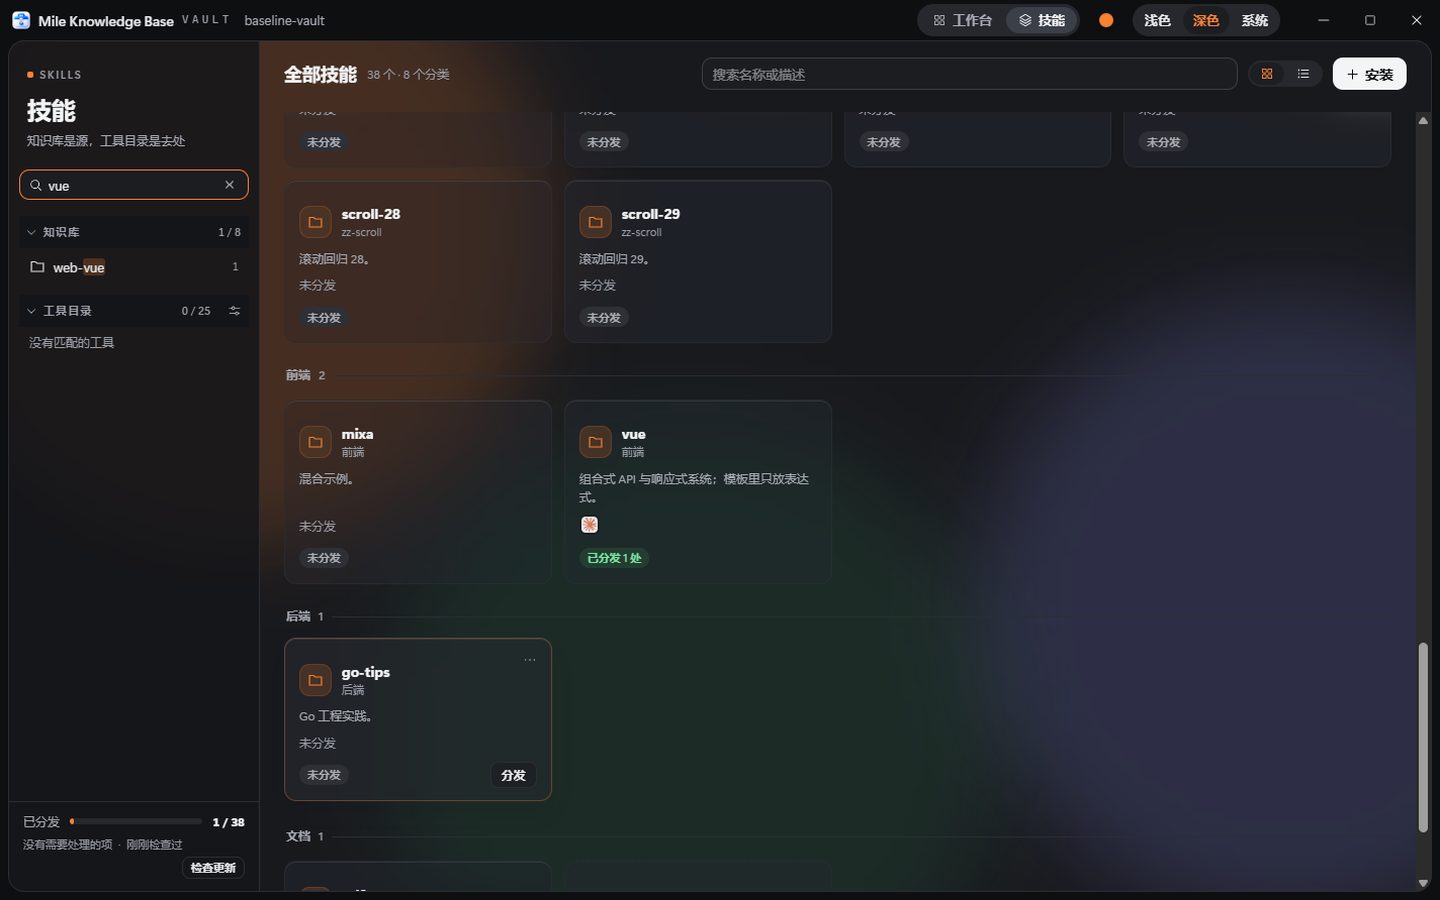 Mile Knowledge Base VAULT baseline-vault
工作台 技能 浅色 深色 系统
SKILLS
技能
知识库是源，工具目录是去处
vue
知识库 1 / 8
web-vue 1
工具目录 0 / 25
没有匹配的工具
已分发 1 / 38
没有需要处理的项 · 刚刚检查过
检查更新
全部技能 38 个 · 8 个分类
搜索名称或描述
安装
未分发 未分发 未分发 未分发
scroll-28
zz-scroll
滚动回归 28。
未分发
未分发
scroll-29
zz-scroll
滚动回归 29。
未分发
未分发
前端 2
mixa
前端
混合示例。
未分发
未分发
vue
前端
组合式 API 与响应式系统；模板里只放表达
式。
已分发 1 处
后端 1
go-tips
后端
Go 工程实践。
未分发
未分发
分发
文档 1